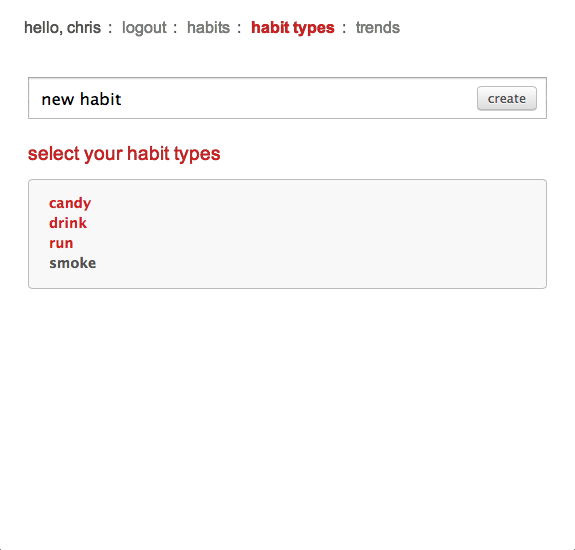 hello, chris : logout : habits : habit types : trends
new habit create
select your habit types
candy
drink
run
smoke